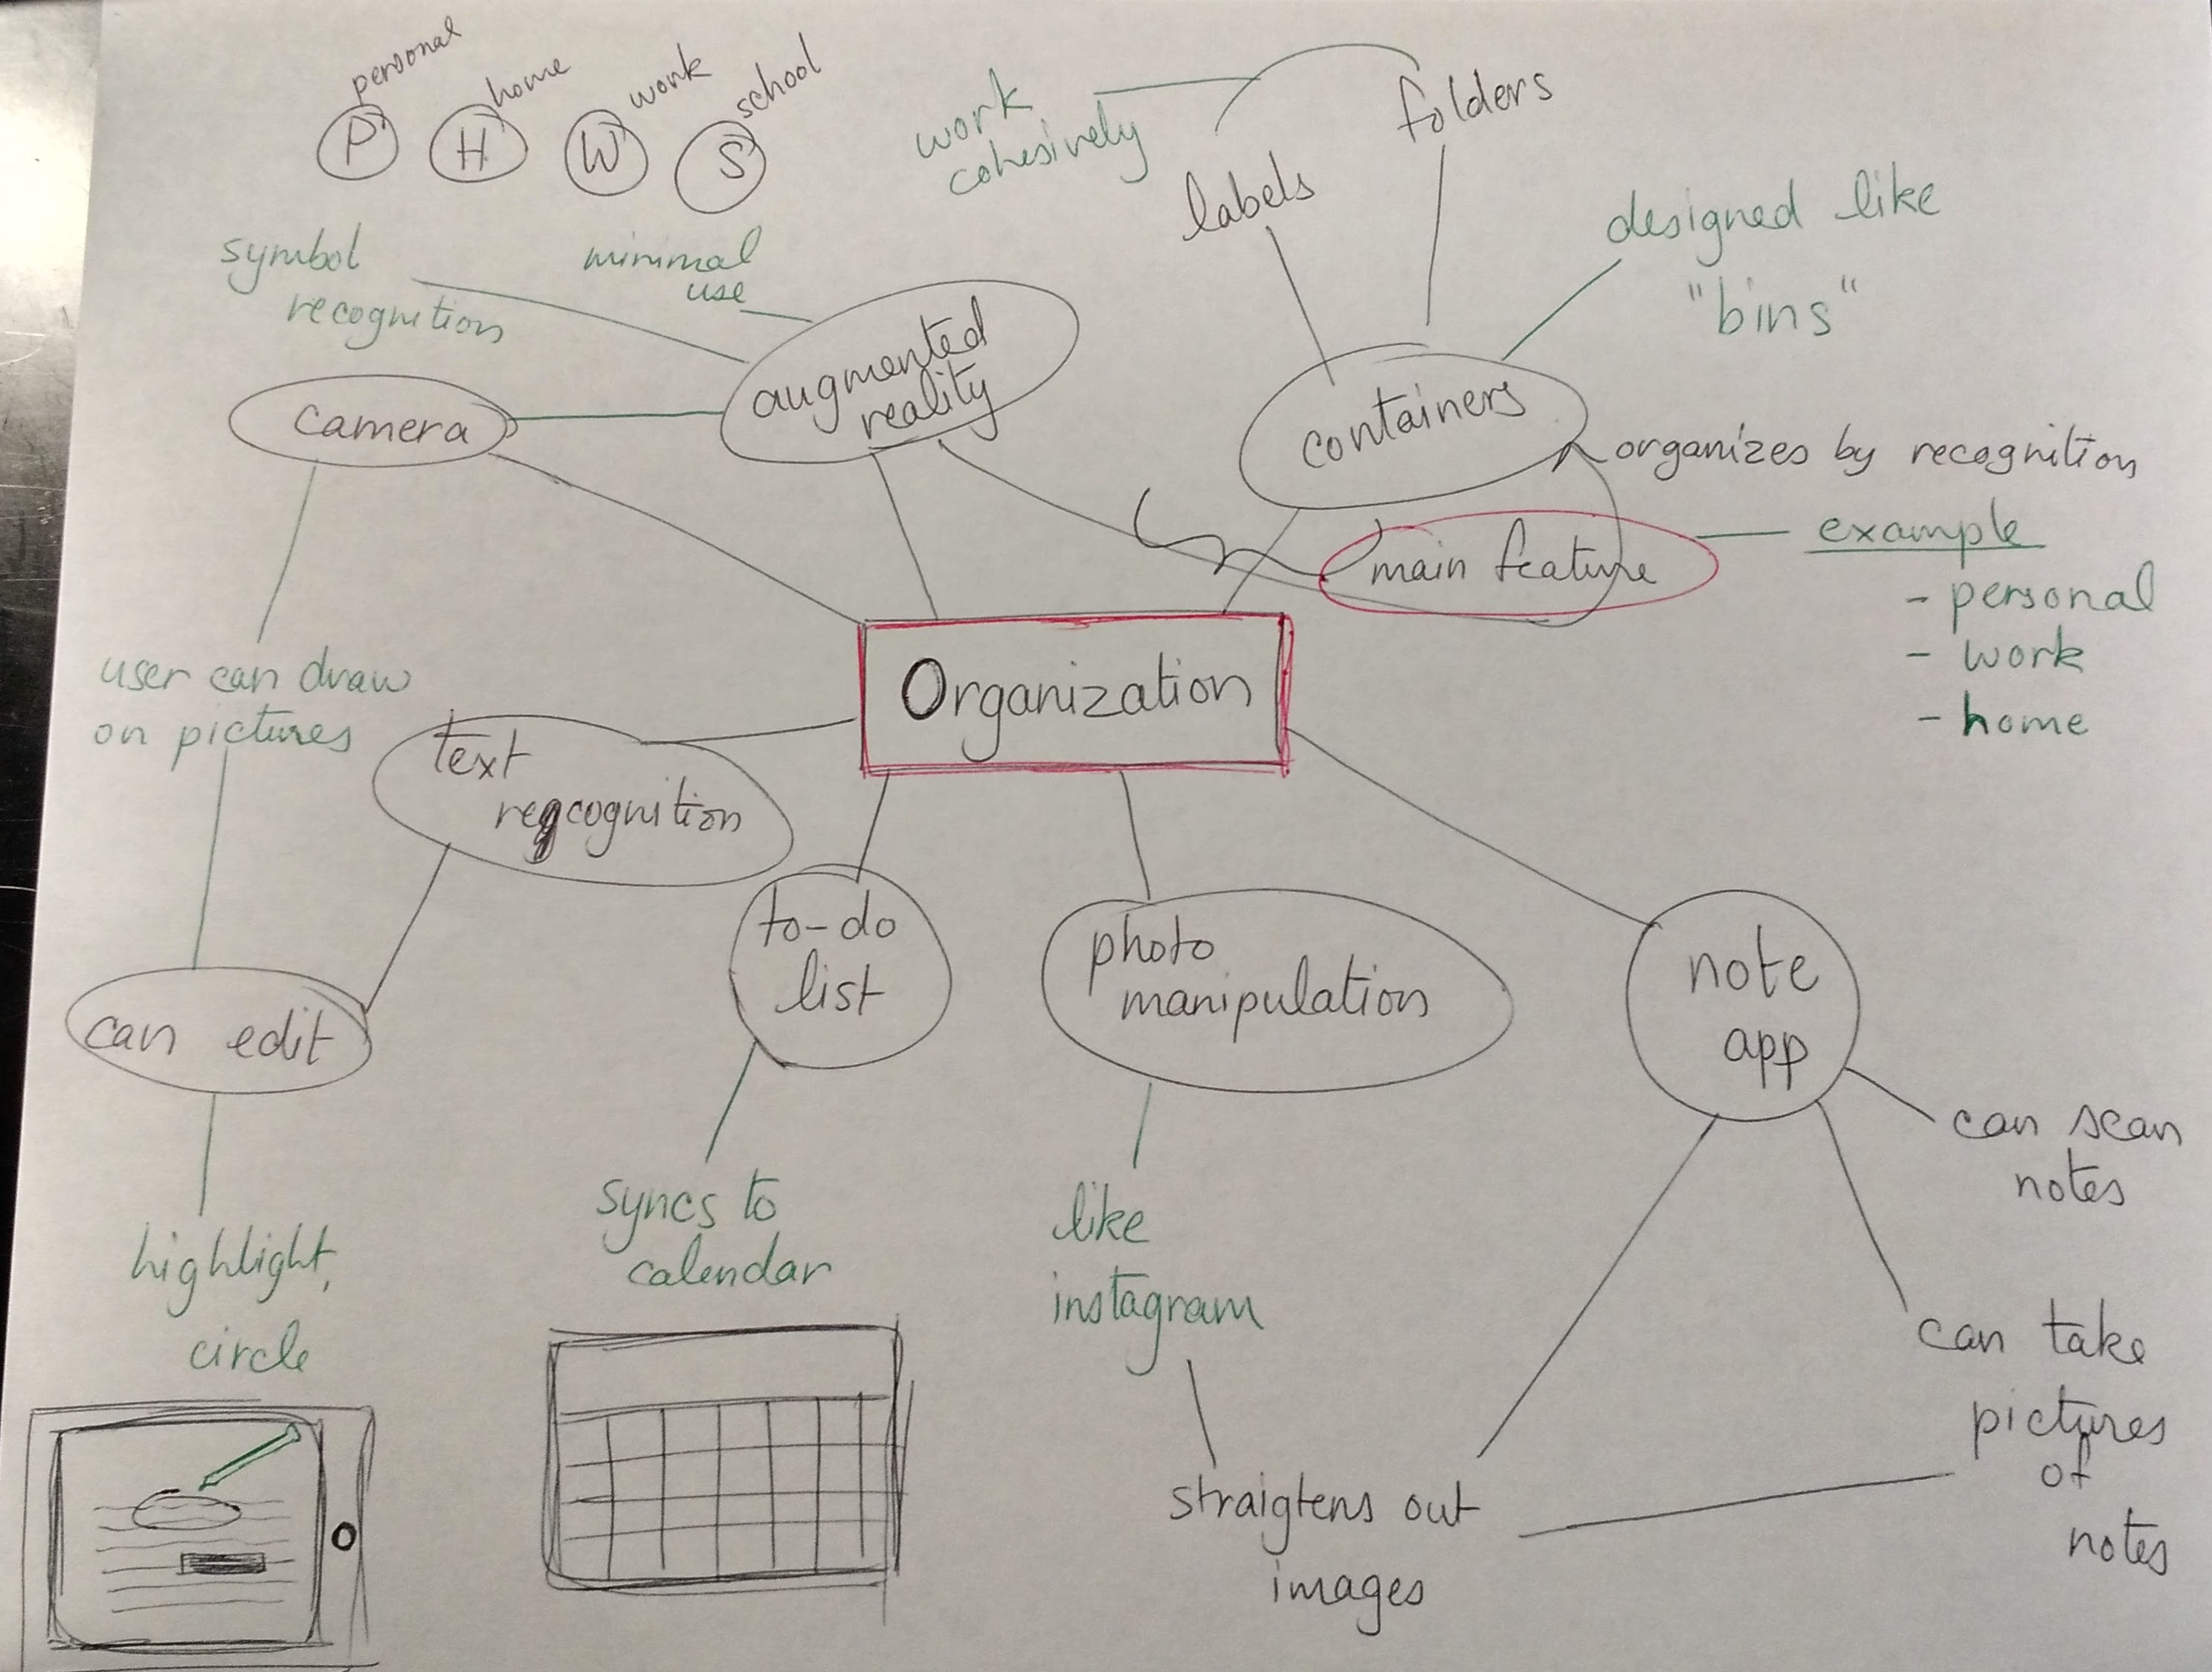 personal
P
home
H
work
W
school
S
work
cohesively
folders
labels
designed like
"bins"
symbol
recognition
minimal
use
augmented
reality
camera
containers
organizes by recognition
main feature
example
- personal
- work
- home
Organization
user can draw
on pictures
text
regcognition
to-do
list
photo
manipulation
note
app
can edit
can scan
notes
highlight,
circle
syncs to
calendar
like
instagram
can take
pictures
of
notes
straigtens out
images